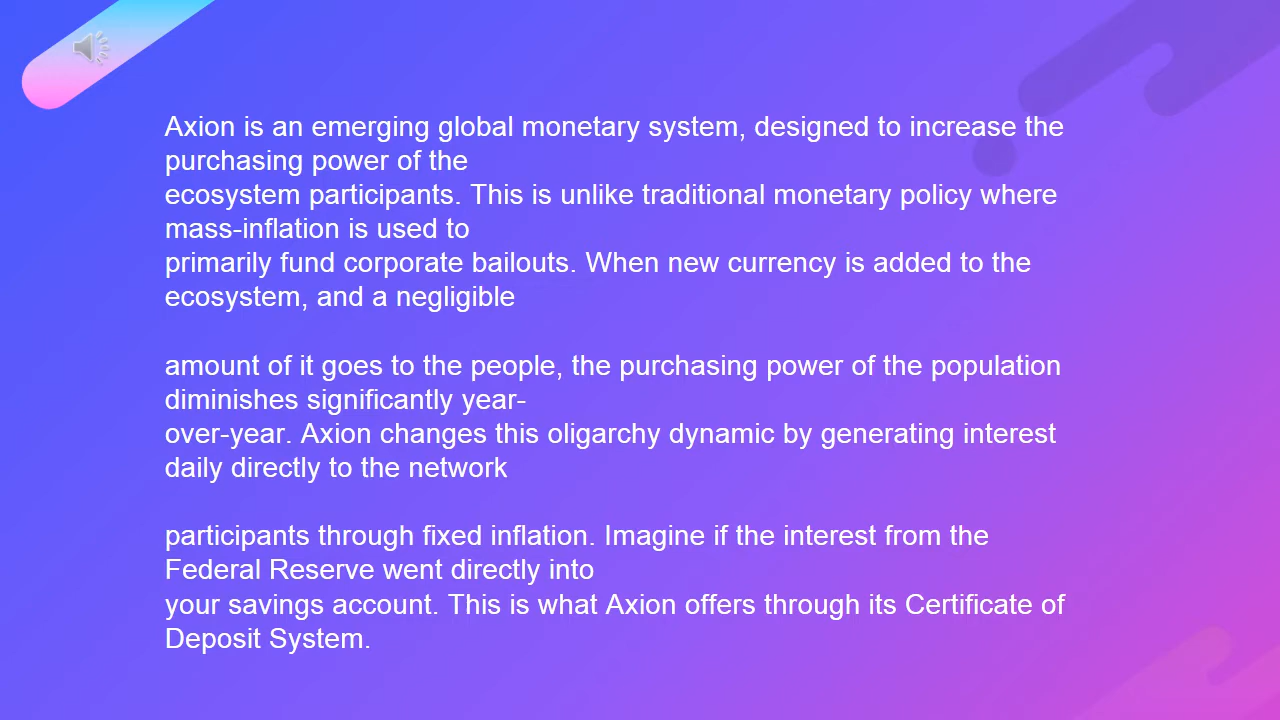 Axion is an emerging global monetary system, designed to increase the
purchasing power of the
ecosystem participants. This is unlike traditional monetary policy where
mass-inflation is used to
primarily fund corporate bailouts. When new currency is added to the
ecosystem, and a negligible
amount of it goes to the people, the purchasing power of the population
diminishes significantly year-
over-year. Axion changes this oligarchy dynamic by generating interest
daily directly to the network
participants through fixed inflation. Imagine if the interest from the
Federal Reserve went directly into
your savings account. This is what Axion offers through its Certificate of
Deposit System.